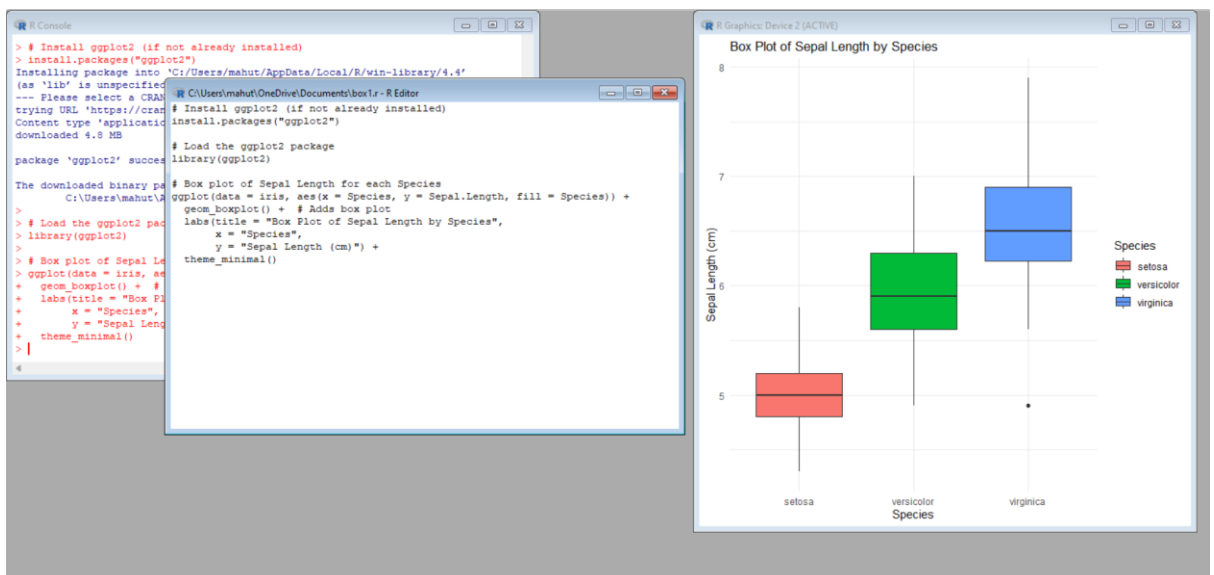 R Console
> # Install ggplot2 (if not already installed)
> install.packages("ggplot2")
Installing package into ‘C:/Users/mahut/AppData/Local/R/win-library/4.4’
(as ‘lib’ is unspecified
--- Please select a CRAN
trying URL 'https://cran
Content type 'applicatio
downloaded 4.8 MB
package ‘ggplot2’ succes
The downloaded binary pa
C:\Users\mahut\A
>
> # Load the ggplot2 pac
> library(ggplot2)
>
> # Box plot of Sepal Le
> ggplot(data = iris, ae
+   geom_boxplot() +  #
+   labs(title = "Box Pl
+        x = "Species",
+        y = "Sepal Leng
+   theme_minimal()
>
C:\Users\mahut\OneDrive\Documents\box1.r - R Editor
# Install ggplot2 (if not already installed)
install.packages("ggplot2")
# Load the ggplot2 package
library(ggplot2)
# Box plot of Sepal Length for each Species
ggplot(data = iris, aes(x = Species, y = Sepal.Length, fill = Species)) +
  geom_boxplot() +  # Adds box plot
  labs(title = "Box Plot of Sepal Length by Species",
       x = "Species",
       y = "Sepal Length (cm)") +
  theme_minimal()
R Graphics: Device 2 (ACTIVE)
Box Plot of Sepal Length by Species
8
7
6
5
Sepal Length (cm)
setosa versicolor virginica
Species
Species
setosa
versicolor
virginica